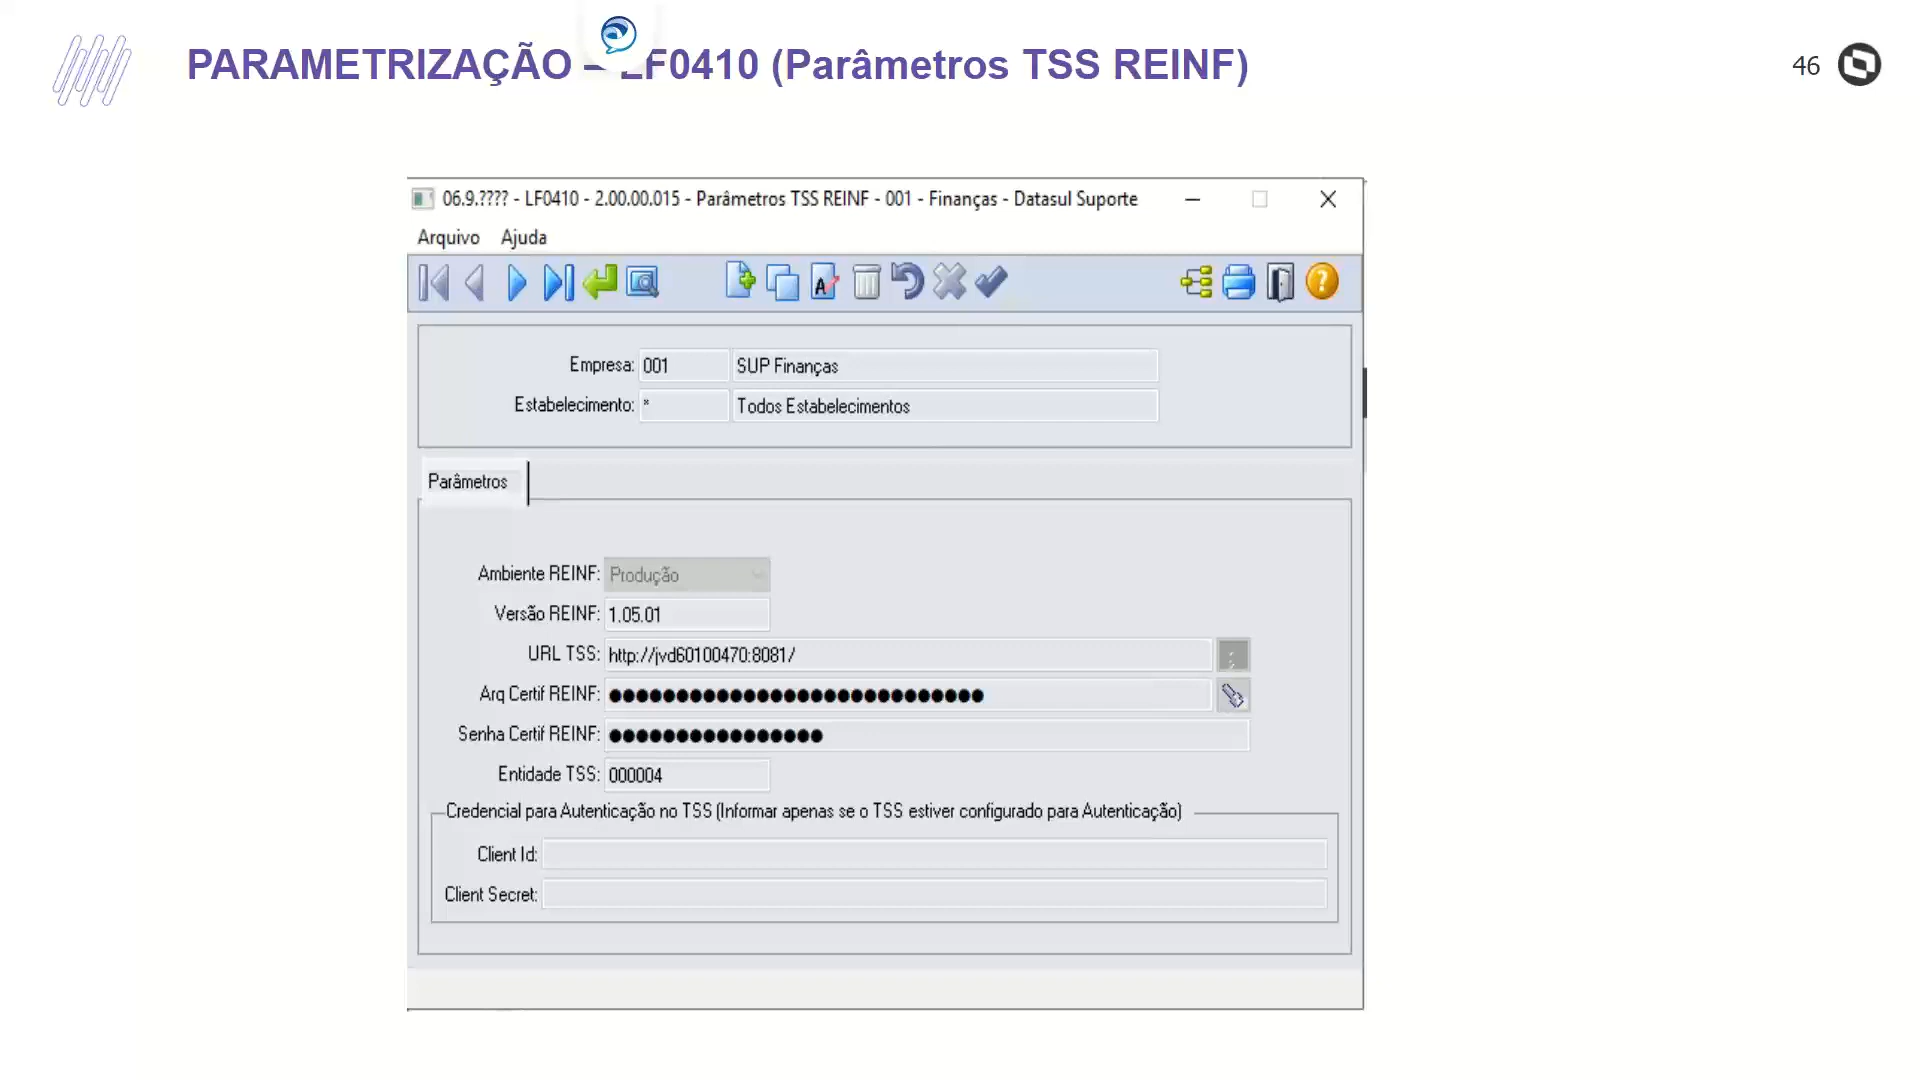 PARAMETRIZAÇÃO – LF0410 (Parâmetros TSS REINF)
46
06.9.???? - LF0410 - 2.00.00.015 - Parâmetros TSS REINF - 001 - Finanças - Datasul Suporte
Arquivo Ajuda
Empresa: 001 SUP Finanças
Estabelecimento: * Todos Estabelecimentos
Parâmetros
Ambiente REINF: Produção
Versão REINF: 1.05.01
URL TSS: http://jvd60100470:8081/
Arq Certif REINF: ●●●●●●●●●●●●●●●●●●●●●●●●●●●●
Senha Certif REINF: ●●●●●●●●●●●●●●●●
Entidade TSS: 000004
Credencial para Autenticação no TSS (Informar apenas se o TSS estiver configurado para Autenticação)
Client Id:
Client Secret: